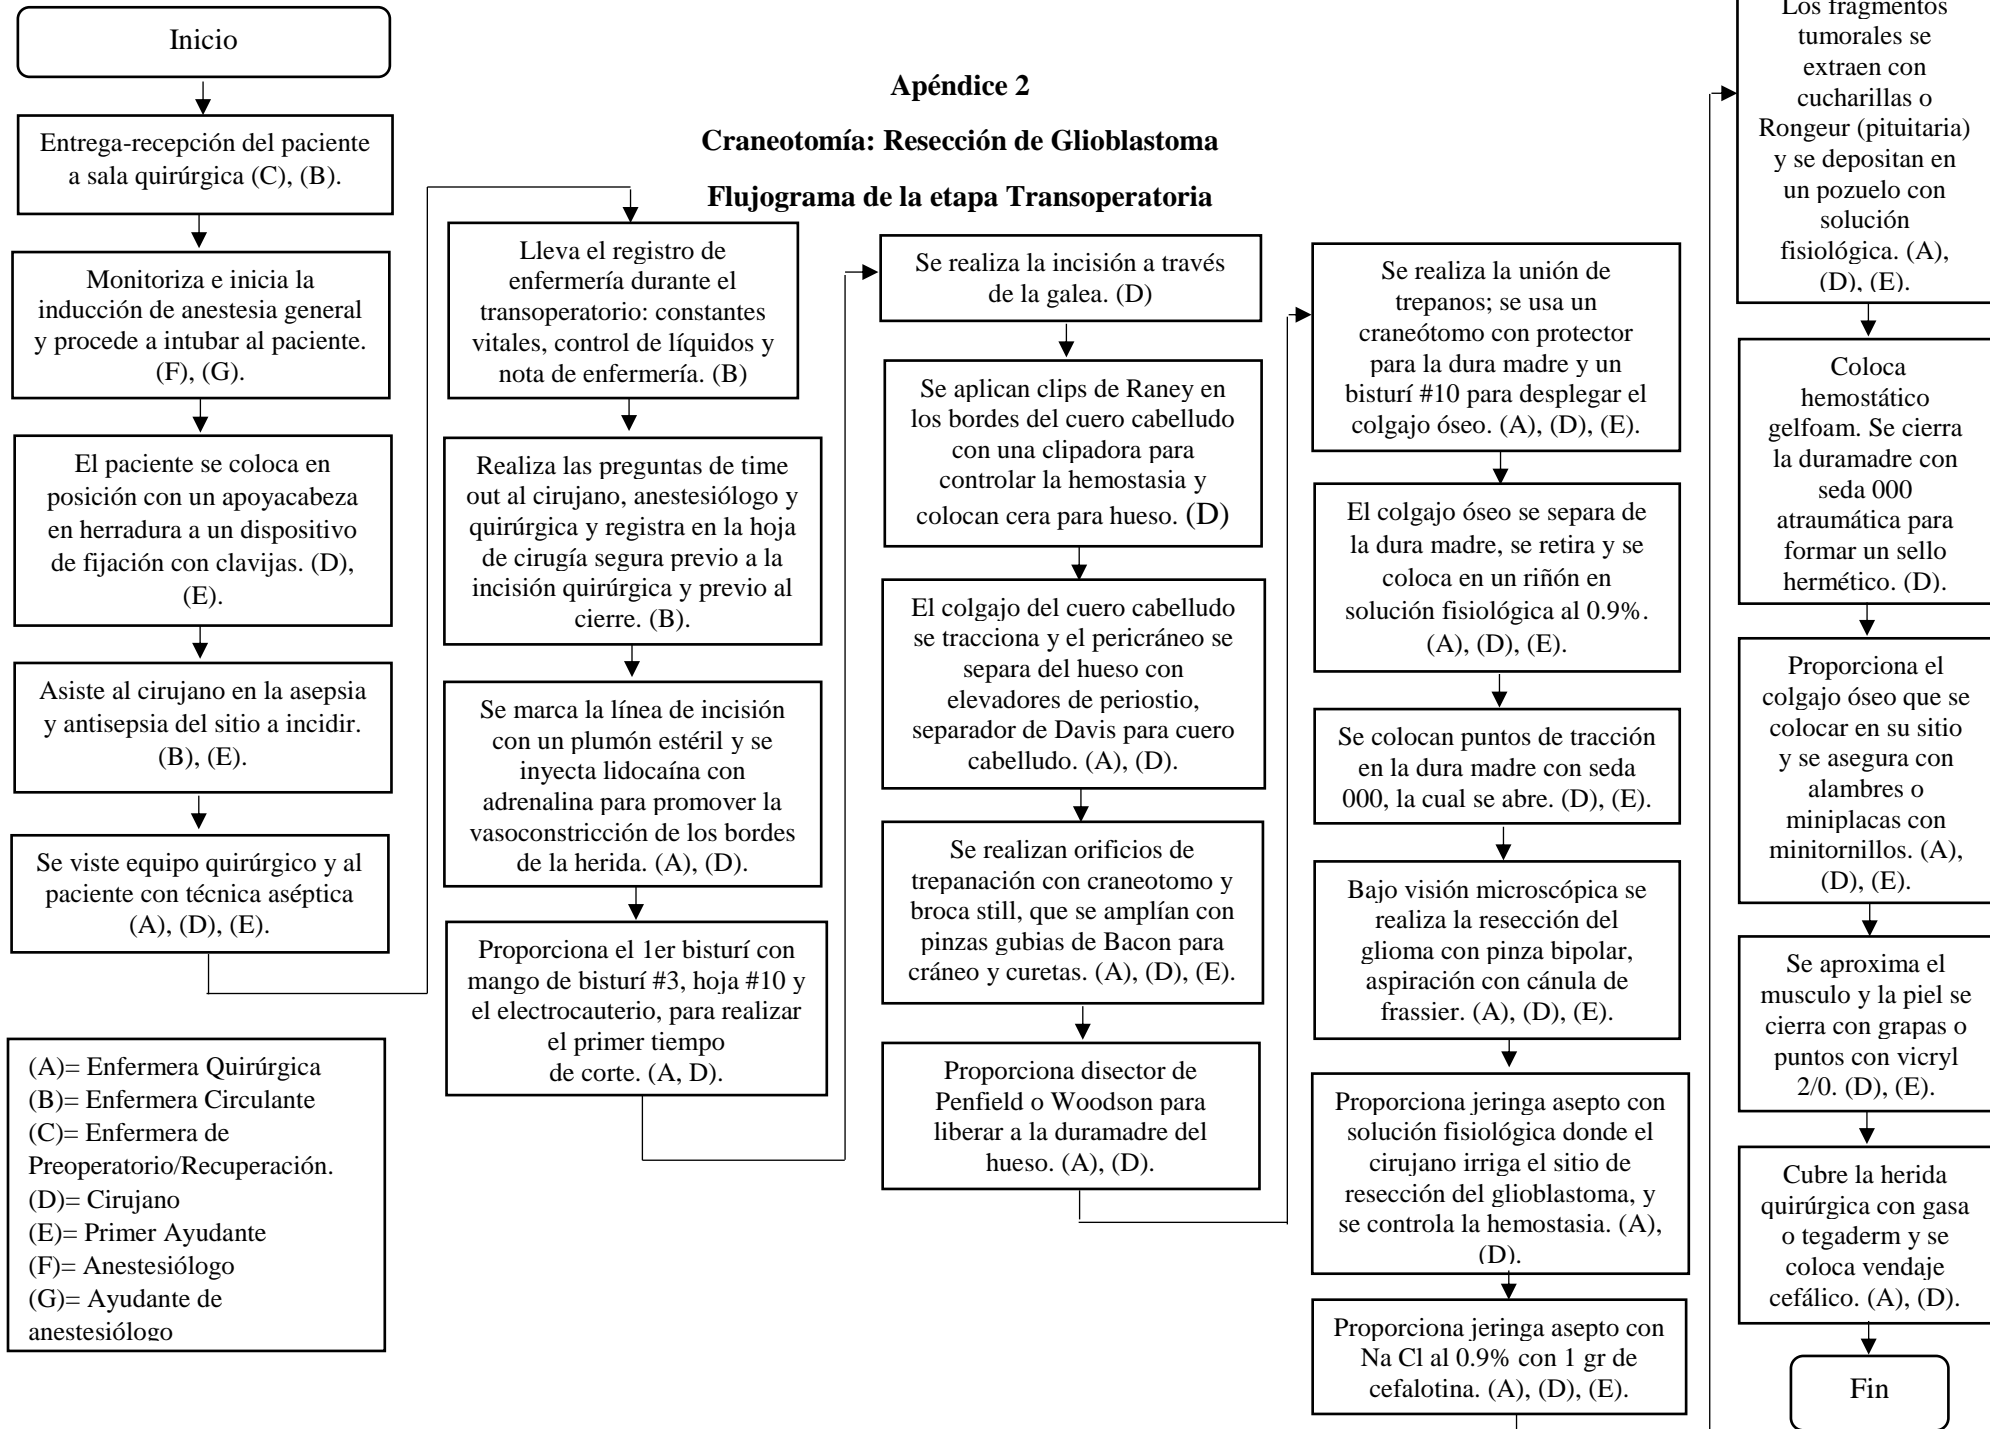 Inicio
Entrega-recepción del paciente
a sala quirúrgica (C), (B).
Monitoriza e inicia la
inducción de anestesia general
y procede a intubar al paciente.
(F), (G).
El paciente se coloca en
posición con un apoyacabeza
en herradura a un dispositivo
de fijación con clavijas. (D),
(E).
Asiste al cirujano en la asepsia
y antisepsia del sitio a incidir.
(B), (E).
Se viste equipo quirúrgico y al
paciente con técnica aséptica
(A), (D), (E).
(A)= Enfermera Quirúrgica
(B)= Enfermera Circulante
(C)= Enfermera de
Preoperatorio/Recuperación.
(D)= Cirujano
(E)= Primer Ayudante
(F)= Anestesiólogo
(G)= Ayudante de
anestesiólogo
Apéndice 2
Craneotomía: Resección de Glioblastoma
Flujograma de la etapa Transoperatoria
Lleva el registro de
enfermería durante el
transoperatorio: constantes
vitales, control de líquidos y
nota de enfermería. (B)
Realiza las preguntas de time
out al cirujano, anestesiólogo y
quirúrgica y registra en la hoja
de cirugía segura previo a la
incisión quirúrgica y previo al
cierre. (B).
Se marca la línea de incisión
con un plumón estéril y se
inyecta lidocaína con
adrenalina para promover la
vasoconstricción de los bordes
de la herida. (A), (D).
Proporciona el 1er bisturí con
mango de bisturí #3, hoja #10 y
el electrocauterio, para realizar
el primer tiempo
de corte. (A, D).
Se realiza la incisión a través
de la galea. (D)
Se aplican clips de Raney en
los bordes del cuero cabelludo
con una clipadora para
controlar la hemostasia y
colocan cera para hueso. (D)
El colgajo del cuero cabelludo
se tracciona y el pericráneo se
separa del hueso con
elevadores de periostio,
separador de Davis para cuero
cabelludo. (A), (D).
Se realizan orificios de
trepanación con craneotomo y
broca still, que se amplían con
pinzas gubias de Bacon para
cráneo y curetas. (A), (D), (E).
Proporciona disector de
Penfield o Woodson para
liberar a la duramadre del
hueso. (A), (D).
Se realiza la unión de
trepanos; se usa un
craneótomo con protector
para la dura madre y un
bisturí #10 para desplegar el
colgajo óseo. (A), (D), (E).
El colgajo óseo se separa de
la dura madre, se retira y se
coloca en un riñón en
solución fisiológica al 0.9%.
(A), (D), (E).
Se colocan puntos de tracción
en la dura madre con seda
000, la cual se abre. (D), (E).
Bajo visión microscópica se
realiza la resección del
glioma con pinza bipolar,
aspiración con cánula de
frassier. (A), (D), (E).
Proporciona jeringa asepto con
solución fisiológica donde el
cirujano irriga el sitio de
resección del glioblastoma, y
se controla la hemostasia. (A),
(D).
Proporciona jeringa asepto con
Na Cl al 0.9% con 1 gr de
cefalotina. (A), (D), (E).
Los fragmentos
tumorales se
extraen con
cucharillas o
Rongeur (pituitaria)
y se depositan en
un pozuelo con
solución
fisiológica. (A),
(D), (E).
Coloca
hemostático
gelfoam. Se cierra
la duramadre con
seda 000
atraumática para
formar un sello
hermético. (D).
Proporciona el
colgajo óseo que se
colocar en su sitio
y se asegura con
alambres o
miniplacas con
minitornillos. (A),
(D), (E).
Se aproxima el
musculo y la piel se
cierra con grapas o
puntos con vicryl
2/0. (D), (E).
Cubre la herida
quirúrgica con gasa
o tegaderm y se
coloca vendaje
cefálico. (A), (D).
Fin